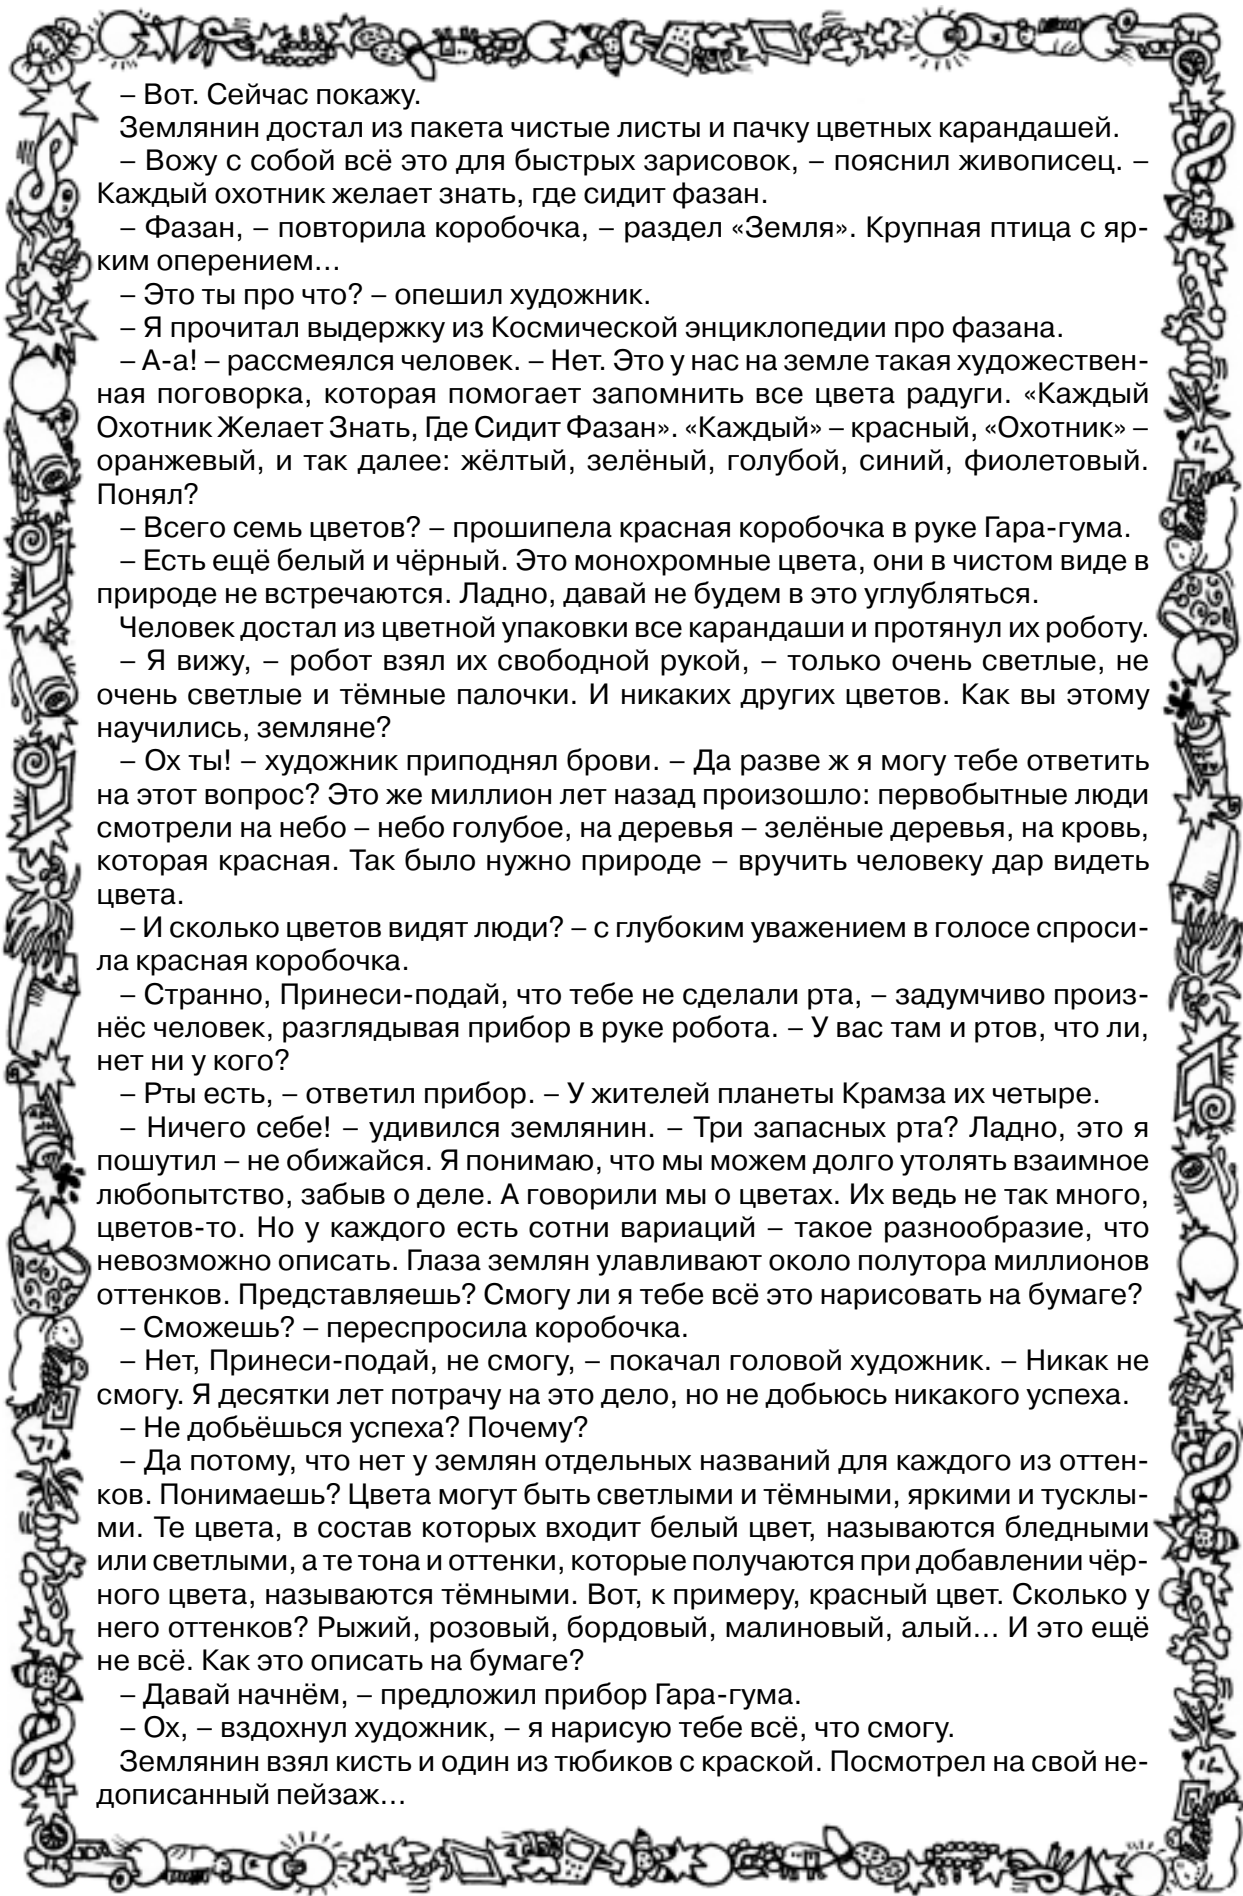 – Вот. Сейчас покажу.
Землянин достал из пакета чистые листы и пачку цветных карандашей.
– Вожу с собой всё это для быстрых зарисовок, – пояснил живописец. –
Каждый охотник желает знать, где сидит фазан.
– Фазан, – повторила коробочка, – раздел «Земля». Крупная птица с яр-
ким оперением...
– Это ты про что? – опешил художник.
– Я прочитал выдержку из Космической энциклопедии про фазана.
– А-а! – рассмеялся человек. – Нет. Это у нас на земле такая художествен-
ная поговорка, которая помогает запомнить все цвета радуги. «Каждый
Охотник Желает Знать, Где Сидит Фазан». «Каждый» – красный, «Охотник» –
оранжевый, и так далее: жёлтый, зелёный, голубой, синий, фиолетовый.
Понял?
– Всего семь цветов? – прошипела красная коробочка в руке Гара-гума.
– Есть ещё белый и чёрный. Это монохромные цвета, они в чистом виде в
природе не встречаются. Ладно, давай не будем в это углубляться.
Человек достал из цветной упаковки все карандаши и протянул их роботу.
– Я вижу, – робот взял их свободной рукой, – только очень светлые, не
очень светлые и тёмные палочки. И никаких других цветов. Как вы этому
научились, земляне?
– Ох ты! – художник приподнял брови. – Да разве ж я могу тебе ответить
на этот вопрос? Это же миллион лет назад произошло: первобытные люди
смотрели на небо – небо голубое, на деревья – зелёные деревья, на кровь,
которая красная. Так было нужно природе – вручить человеку дар видеть
цвета.
– И сколько цветов видят люди? – с глубоким уважением в голосе спроси-
ла красная коробочка.
– Странно, Принеси-подай, что тебе не сделали рта, – задумчиво произ-
нёс человек, разглядывая прибор в руке робота. – У вас там и ртов, что ли,
нет ни у кого?
– Рты есть, – ответил прибор. – У жителей планеты Крамза их четыре.
– Ничего себе! – удивился землянин. – Три запасных рта? Ладно, это я
пошутил – не обижайся. Я понимаю, что мы можем долго утолять взаимное
любопытство, забыв о деле. А говорили мы о цветах. Их ведь не так много,
цветов-то. Но у каждого есть сотни вариаций – такое разнообразие, что
невозможно описать. Глаза землян улавливают около полутора миллионов
оттенков. Представляешь? Смогу ли я тебе всё это нарисовать на бумаге?
– Сможешь? – переспросила коробочка.
– Нет, Принеси-подай, не смогу, – покачал головой художник. – Никак не
смогу. Я десятки лет потрачу на это дело, но не добьюсь никакого успеха.
– Не добьёшься успеха? Почему?
– Да потому, что нет у землян отдельных названий для каждого из оттен-
ков. Понимаешь? Цвета могут быть светлыми и тёмными, яркими и тусклы-
ми. Те цвета, в состав которых входит белый цвет, называются бледными
или светлыми, а те тона и оттенки, которые получаются при добавлении чёр-
ного цвета, называются тёмными. Вот, к примеру, красный цвет. Сколько у
него оттенков? Рыжий, розовый, бордовый, малиновый, алый... И это ещё
не всё. Как это описать на бумаге?
– Давай начнём, – предложил прибор Гара-гума.
– Ох, – вздохнул художник, – я нарисую тебе всё, что смогу.
Землянин взял кисть и один из тюбиков с краской. Посмотрел на свой не-
дописанный пейзаж...